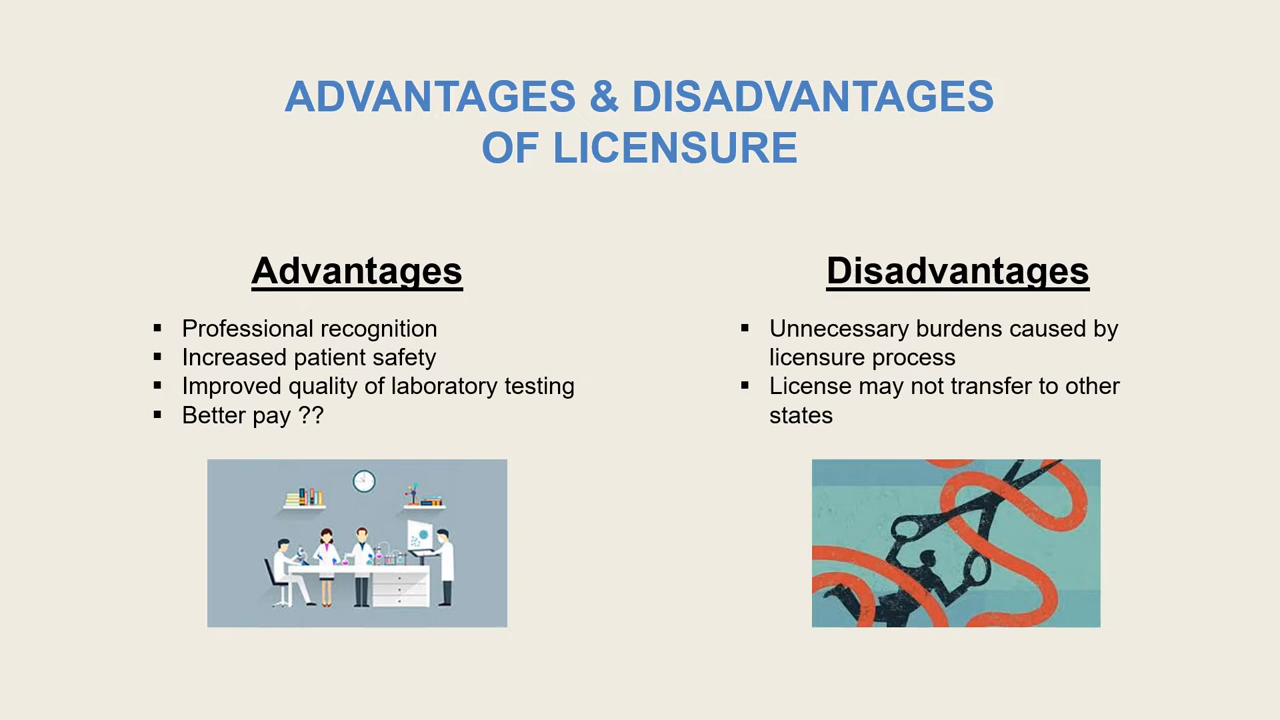 ADVANTAGES & DISADVANTAGES
OF LICENSURE
Advantages
▪ Professional recognition
▪ Increased patient safety
▪ Improved quality of laboratory testing
▪ Better pay ??
Disadvantages
▪ Unnecessary burdens caused by
licensure process
▪ License may not transfer to other
states